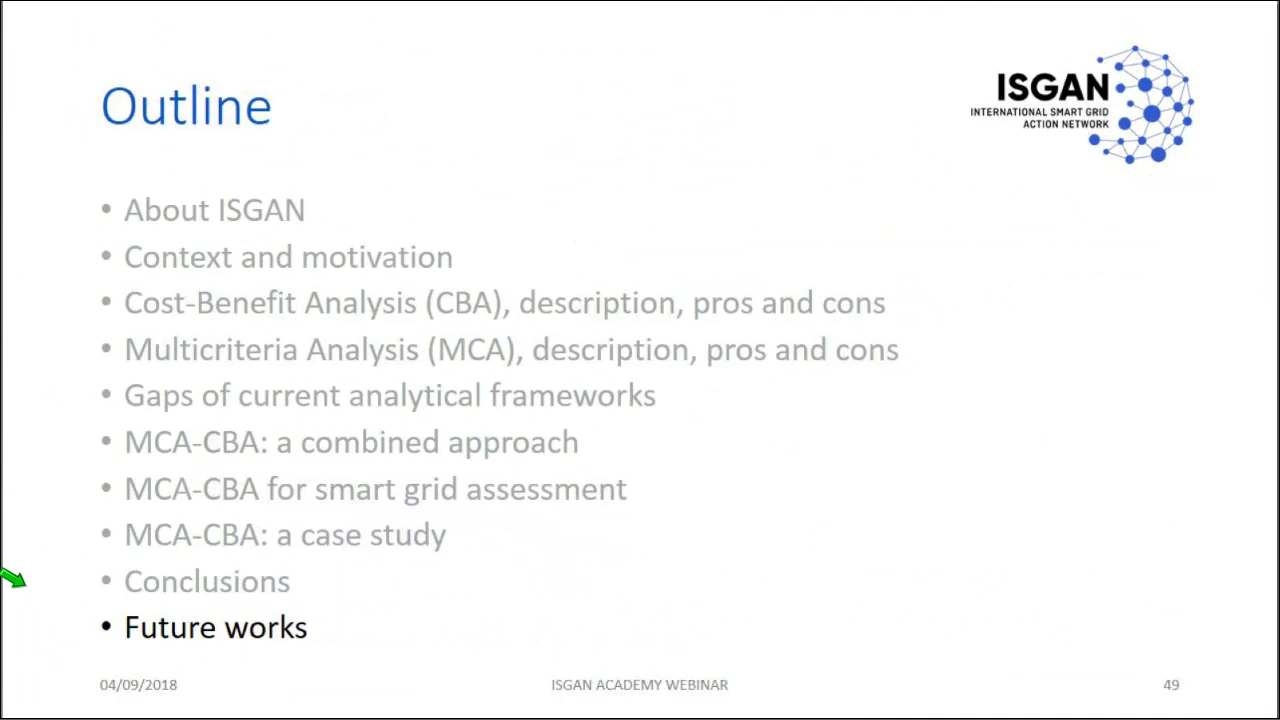 Outline
ISGAN
INTERNATIONAL SMART GRID
ACTION NETWORK
• About ISGAN
• Context and motivation
• Cost-Benefit Analysis (CBA), description, pros and cons
• Multicriteria Analysis (MCA), description, pros and cons
• Gaps of current analytical frameworks
• MCA-CBA: a combined approach
• MCA-CBA for smart grid assessment
• MCA-CBA: a case study
• Conclusions
• Future works
04/09/2018
ISGAN ACADEMY WEBINAR
49